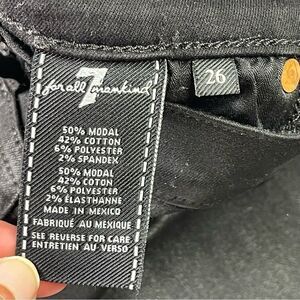 7
for all mankind
26
50% MODAL
42% COTTON
6% POLYESTER
2% SPANDEX
50% MODAL
42% COTON
6% POLYESTER
2% ÉLASTHANNE
MADE IN MEXICO
FABRIQUÉ AU MEXIQUE
SEE REVERSE FOR CARE
ENTRETIEN AU VERSO